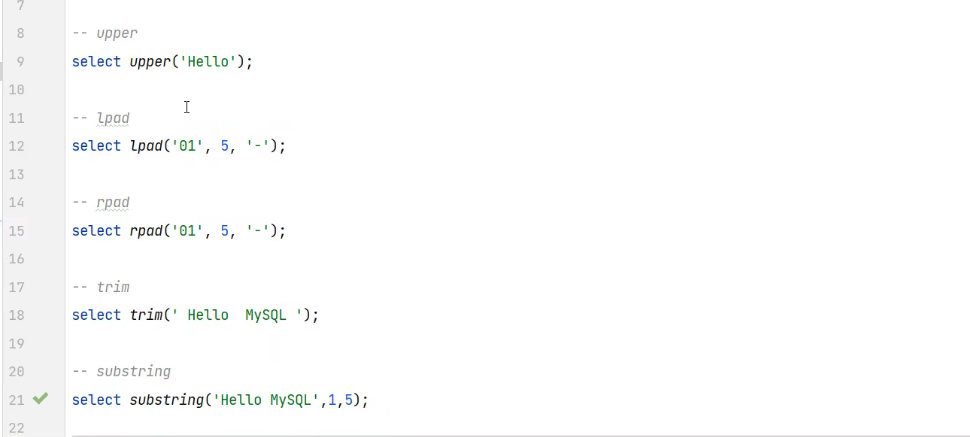 7
8 -- upper
9 select upper('Hello');
10
11 -- lpad
12 select lpad('01', 5, '-');
13
14 -- rpad
15 select rpad('01', 5, '-');
16
17 -- trim
18 select trim(' Hello  MySQL ');
19
20 -- substring
21 select substring('Hello MySQL',1,5);
22